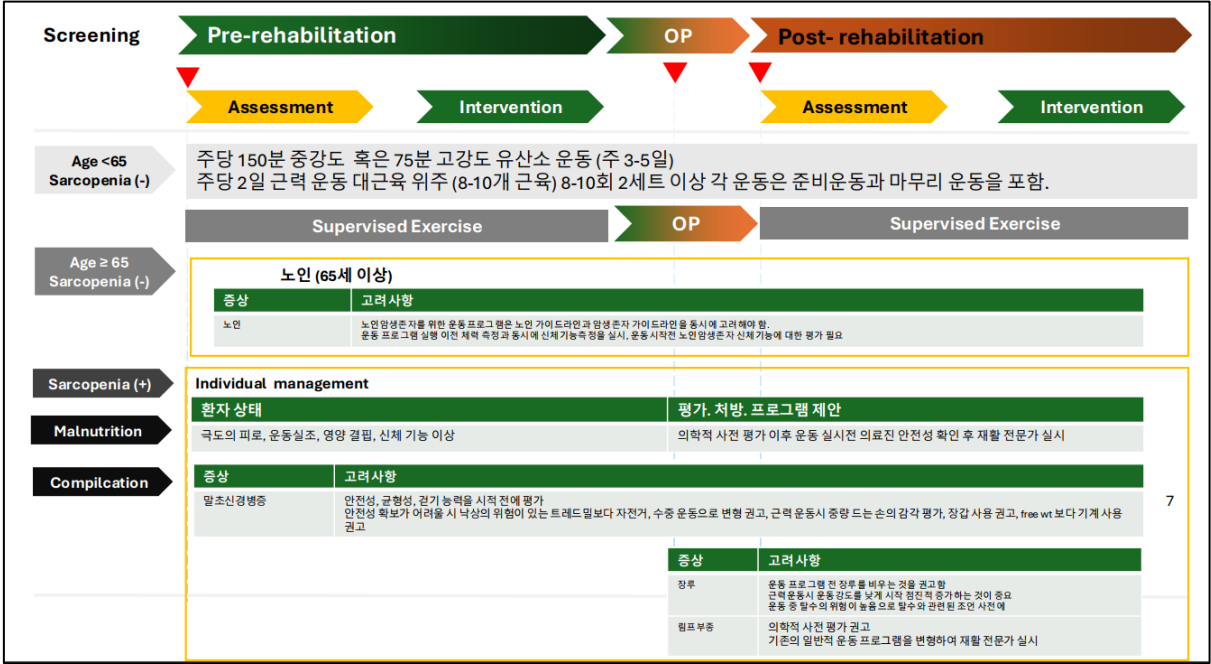 Screening
Pre-rehabilitation
OP
Post- rehabilitation
Assessment
Intervention
Assessment
Intervention
Age <65
Sarcopenia (-)
주당 150분 중강도 혹은 75분 고강도 유산소 운동 (주 3-5일)
주당 2일 근력 운동 대근육 위주 (8-10개 근육) 8-10회 2세트 이상 각 운동은 준비운동과 마무리 운동을 포함.
Supervised Exercise
OP
Supervised Exercise
Age ≥ 65
Sarcopenia (-)
노인 (65세 이상)
증상
고려사항
노인
노인암생존자를 위한 운동프로그램은 노인 가이드라인과 암생존자 가이드라인을 동시에 고려해야 함.
운동 프로그램 실행 이전 체력 측정과 동시에 신체기능측정을 실시, 운동시작전 노인암생존자 신체기능에 대한 평가 필요
Sarcopenia (+)
Malnutrition
Compilcation
Individual management
환자 상태
평가. 처방. 프로그램 제안
극도의 피로, 운동실조, 영양 결핍, 신체 기능 이상
의학적 사전 평가 이후 운동 실시전 의료진 안전성 확인 후 재활 전문가 실시
증상
고려사항
말초신경병증
안전성, 균형성, 걷기 능력을 시적 전에 평가
안전성 확보가 어려울 시 낙상의 위험이 있는 트레드밀보다 자전거, 수중 운동으로 변형 권고, 근력 운동시 중량 드는 손의 감각 평가, 장갑 사용 권고, free wt 보다 기계 사용
권고
7
증상
고려사항
장루
운동 프로그램 전 장루를 비우는 것을 권고함
근력운동시 운동강도를 낮게 시작 점진적 증가하는 것이 중요
운동 중 탈수의 위험이 높음으로 탈수와 관련된 조언 사전에
림프부종
의학적 사전 평가 권고
기존의 일반적 운동 프로그램을 변형하여 재활 전문가 실시